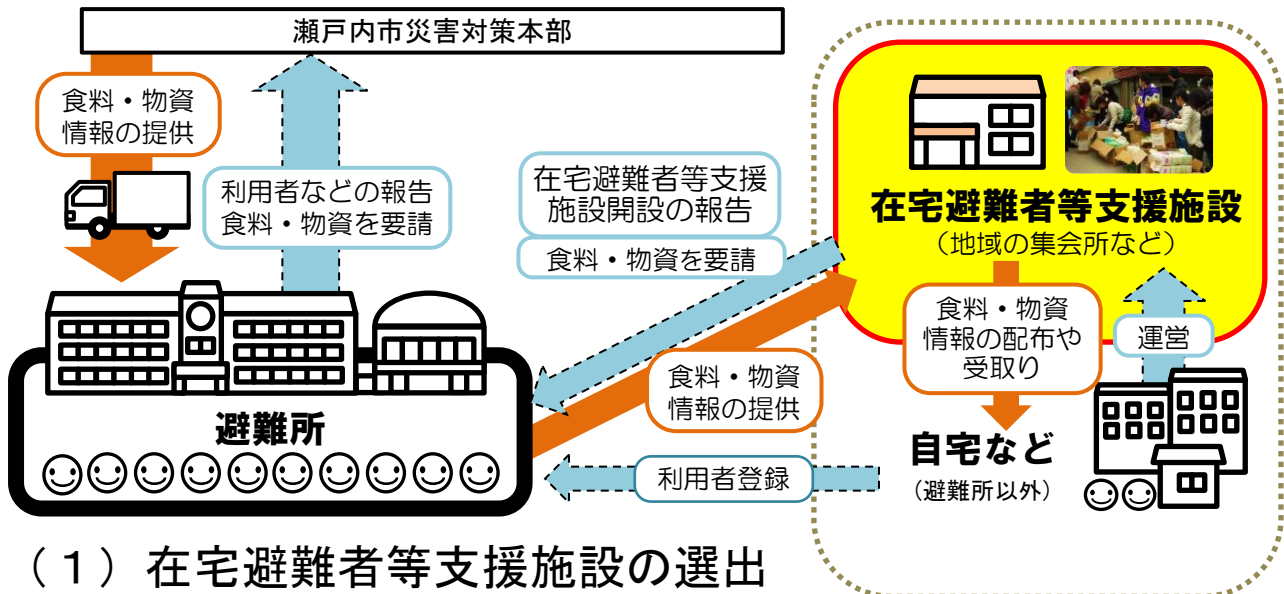 瀬戸内市災害対策本部
食料・物資
情報の提供
利用者などの報告
食料・物資を要請
在宅避難者等支援
施設開設の報告
食料・物資を要請
在宅避難者等支援施設
（地域の集会所など）
食料・物資
情報の配布や
受取り
運営
食料・物資
情報の提供
避難所
自宅など
（避難所以外）
利用者登録
（１）在宅避難者等支援施設の選出